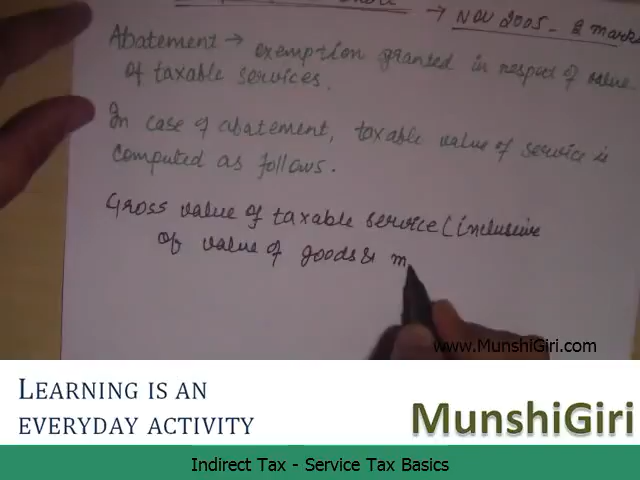 → NOV 2005 - 8 marks
Abatement → exemption granted in respect of value
of taxable services.
In case of abatement, taxable value of service is
computed as follows.
Gross value of taxable service (inclusive
of value of goods & m
www.MunshiGiri.com
LEARNING IS AN
EVERYDAY ACTIVITY
MunshiGiri
Indirect Tax - Service Tax Basics